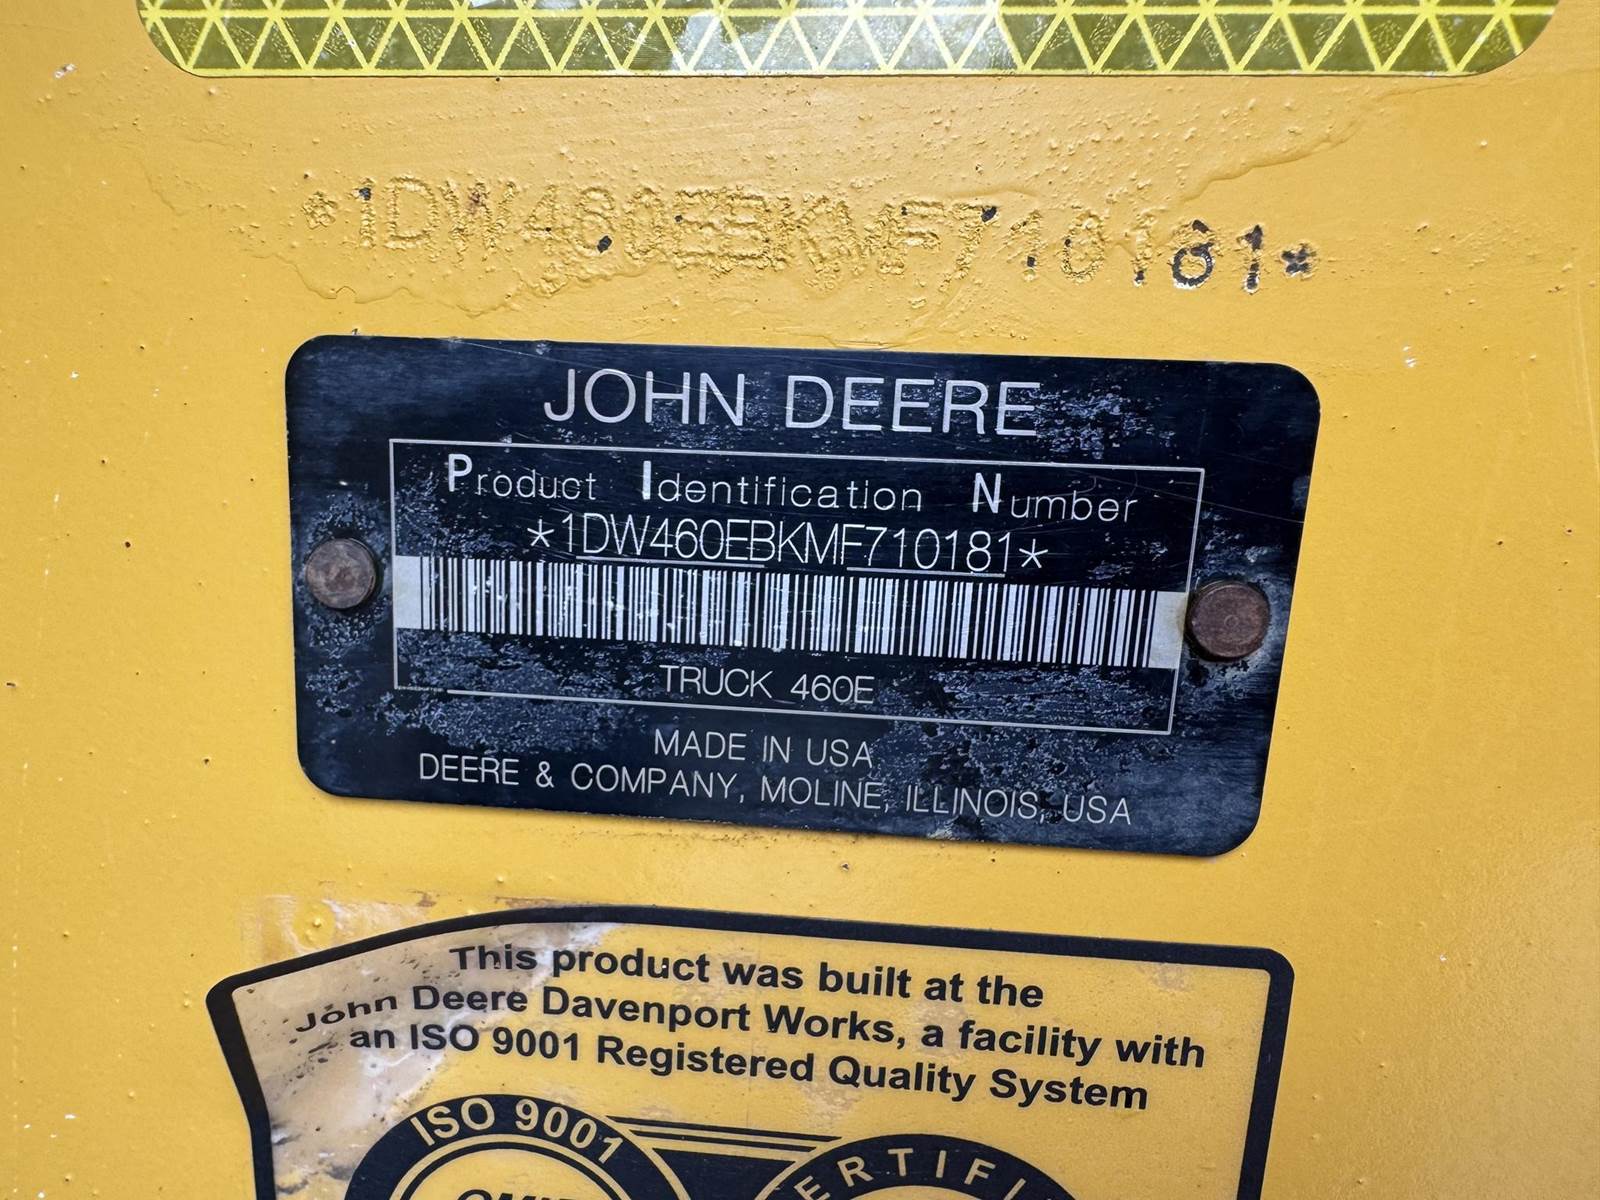 *1DW460EBKMF710181*
JOHN DEERE
Product Identification Number
*1DW460EBKMF710181*
TRUCK 460E
MADE IN USA
DEERE & COMPANY, MOLINE, ILLINOIS, USA
This product was built at the
John Deere Davenport Works, a facility with
an ISO 9001 Registered Quality System
ISO 9001